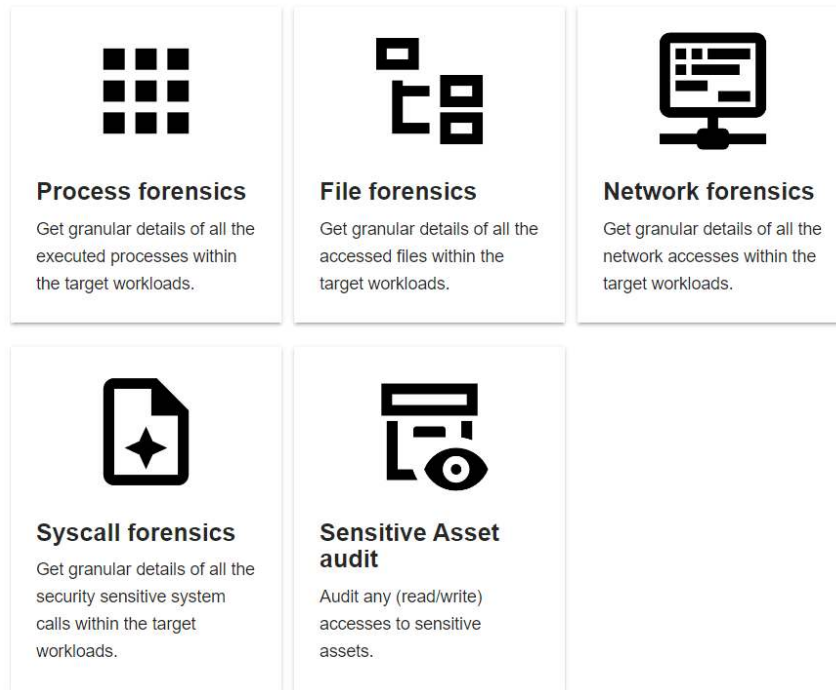 Process forensics
Get granular details of all the
executed processes within
the target workloads.
File forensics
Get granular details of all the
accessed files within the
target workloads.
Network forensics
Get granular details of all the
network accesses within the
target workloads.
Syscall forensics
Get granular details of all the
security sensitive system
calls within the target
workloads.
Sensitive Asset
audit
Audit any (read/write)
accesses to sensitive
assets.